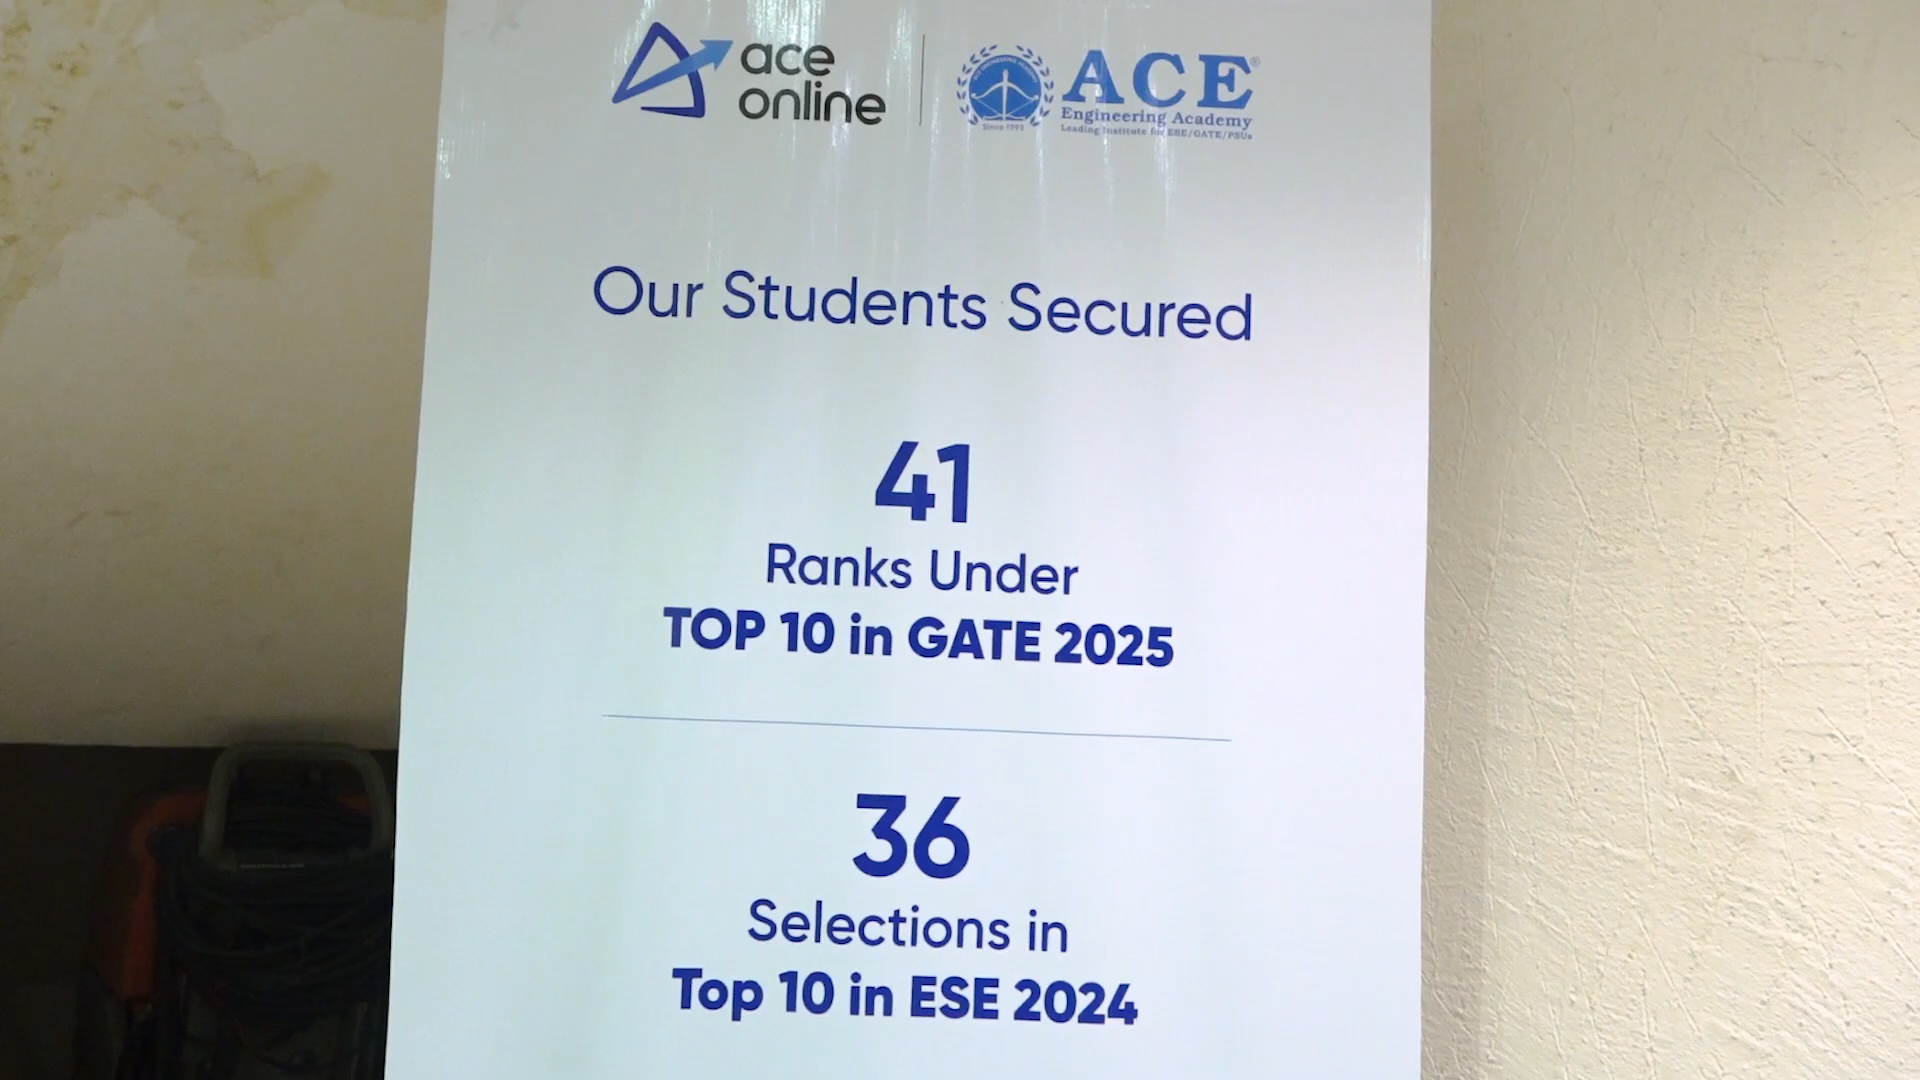 ace
online
ACE®
Engineering Academy
Leading Institute for ESE/GATE/PSUs
Since 1995
Our Students Secured
41
Ranks Under
TOP 10 in GATE 2025
36
Selections in
Top 10 in ESE 2024